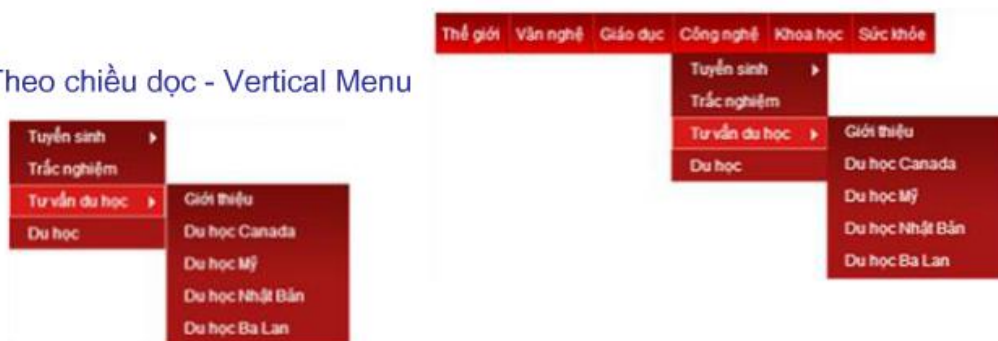 Thế giới Văn nghệ Giáo dục Công nghệ Khoa học Sức khỏe
Tuyển sinh
Trắc nghiệm
Tư vấn du học
Du học
Giới thiệu
Du học Canada
Du học Mỹ
Du học Nhật Bản
Du học Ba Lan
Theo chiều dọc - Vertical Menu
Tuyển sinh
Trắc nghiệm
Tư vấn du học
Du học
Giới thiệu
Du học Canada
Du học Mỹ
Du học Nhật Bản
Du học Ba Lan